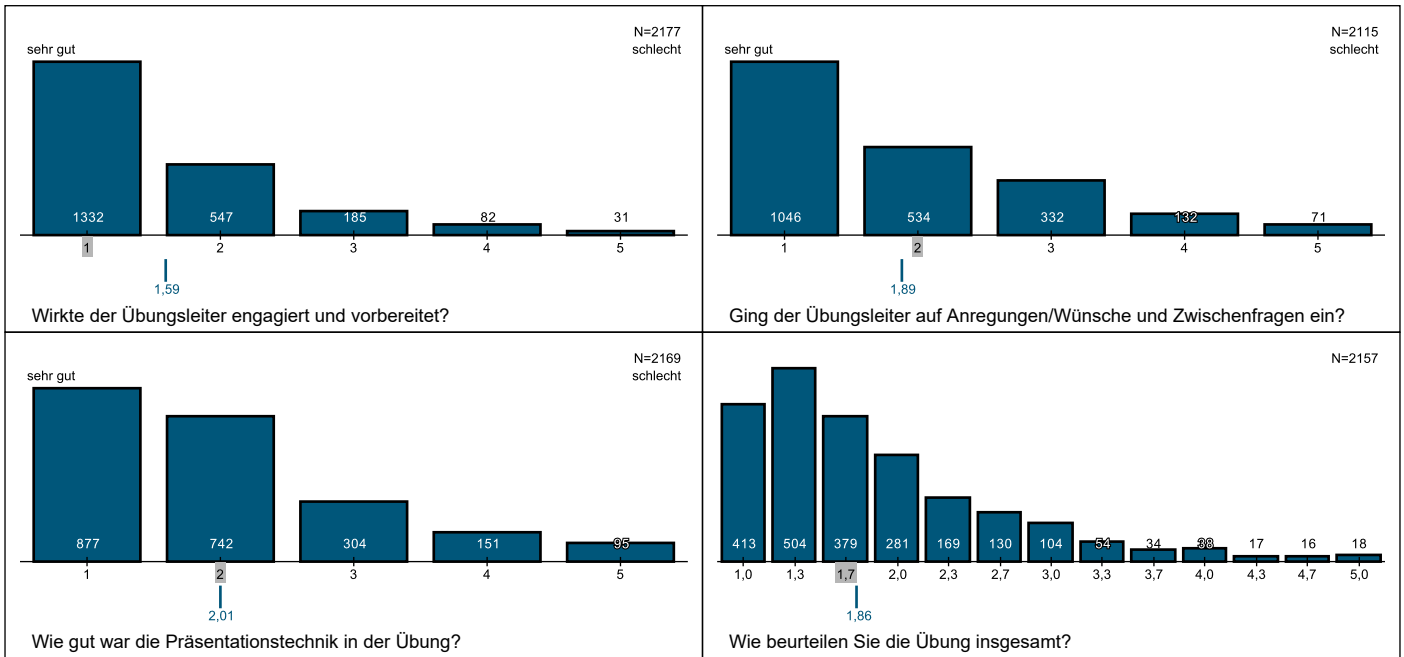 N=2177
sehr gut schlecht
1332 547 185 82 31
1 2 3 4 5
1,59
Wirkte der Übungsleiter engagiert und vorbereitet?
N=2115
sehr gut schlecht
1046 534 332 132 71
1 2 3 4 5
1,89
Ging der Übungsleiter auf Anregungen/Wünsche und Zwischenfragen ein?
N=2169
sehr gut schlecht
877 742 304 151 95
1 2 3 4 5
2,01
Wie gut war die Präsentationstechnik in der Übung?
N=2157
413 504 379 281 169 130 104 54 34 38 17 16 18
1,0 1,3 1,7 2,0 2,3 2,7 3,0 3,3 3,7 4,0 4,3 4,7 5,0
1,86
Wie beurteilen Sie die Übung insgesamt?